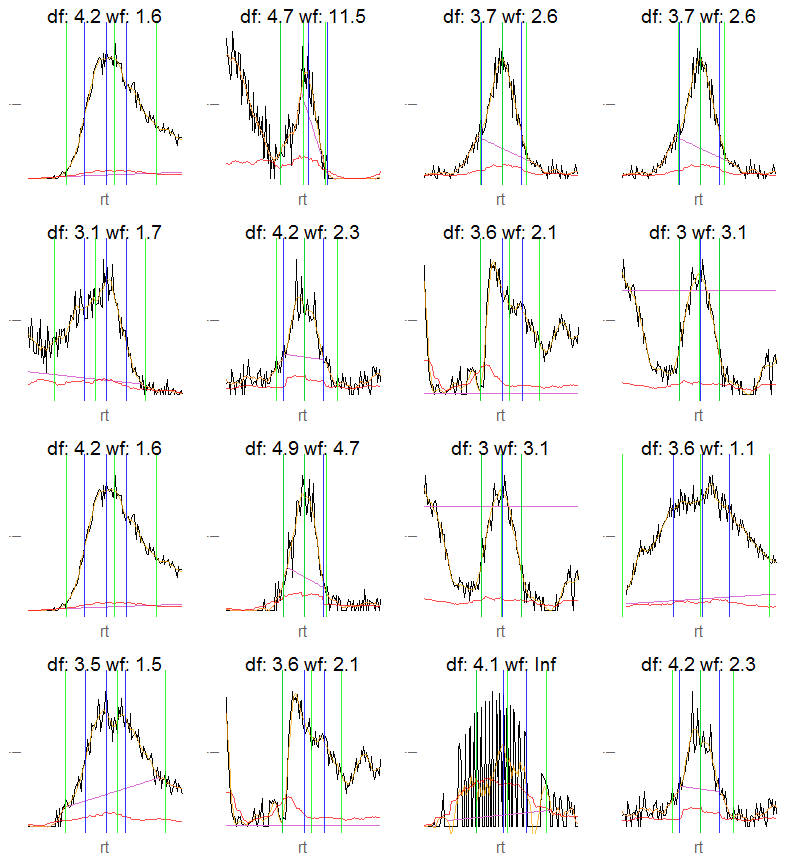 df: 4.2 wf: 1.6
df: 4.7 wf: 11.5
df: 3.7 wf: 2.6
df: 3.7 wf: 2.6
rt
rt
rt
rt
df: 3.1 wf: 1.7
df: 4.2 wf: 2.3
df: 3.6 wf: 2.1
df: 3 wf: 3.1
rt
rt
rt
rt
df: 4.2 wf: 1.6
df: 4.9 wf: 4.7
df: 3 wf: 3.1
df: 3.6 wf: 1.1
rt
rt
rt
rt
df: 3.5 wf: 1.5
df: 3.6 wf: 2.1
df: 4.1 wf: Inf
df: 4.2 wf: 2.3
rt
rt
rt
rt